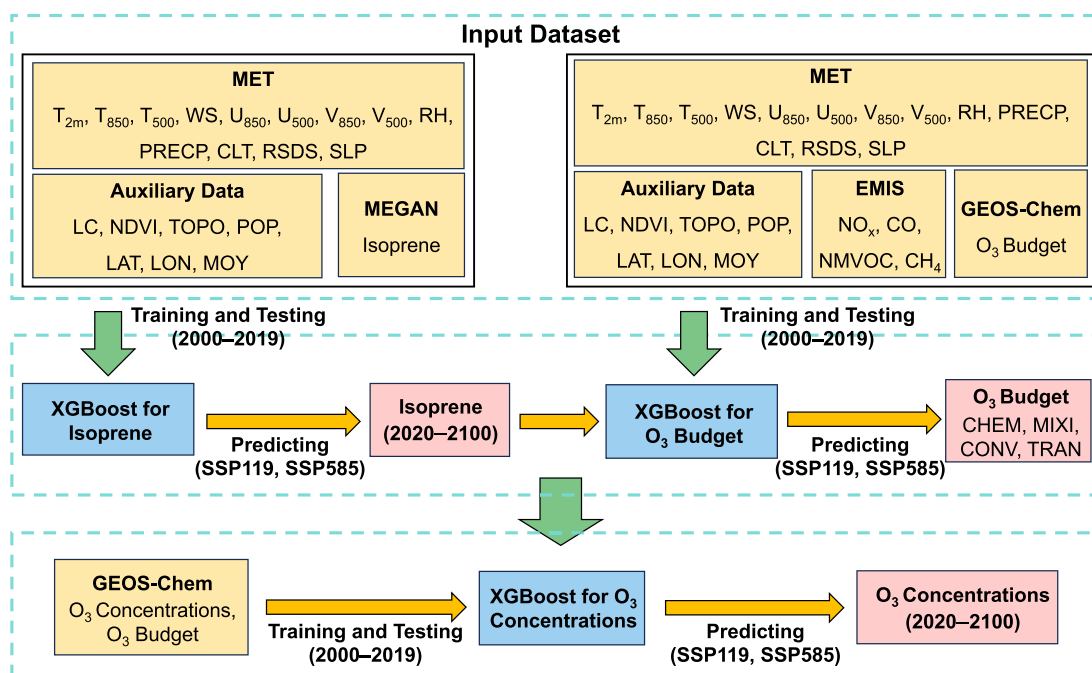 Input Dataset
MET
T2m, T850, T500, WS, U850, U500, V850, V500, RH,
PRECP, CLT, RSDS, SLP
Auxiliary Data
LC, NDVI, TOPO, POP,
LAT, LON, MOY
MEGAN
Isoprene
MET
T2m, T850, T500, WS, U850, U500, V850, V500, RH, PRECP,
CLT, RSDS, SLP
Auxiliary Data
LC, NDVI, TOPO, POP,
LAT, LON, MOY
EMIS
NOx, CO,
NMVOC, CH4
GEOS-Chem
O3 Budget
Training and Testing
(2000–2019)
Training and Testing
(2000–2019)
XGBoost for
Isoprene
Predicting
(SSP119, SSP585)
Isoprene
(2020–2100)
XGBoost for
O3 Budget
Predicting
(SSP119, SSP585)
O3 Budget
CHEM, MIXI,
CONV, TRAN
GEOS-Chem
O3 Concentrations,
O3 Budget
Training and Testing
(2000–2019)
XGBoost for O3
Concentrations
Predicting
(SSP119, SSP585)
O3 Concentrations
(2020–2100)